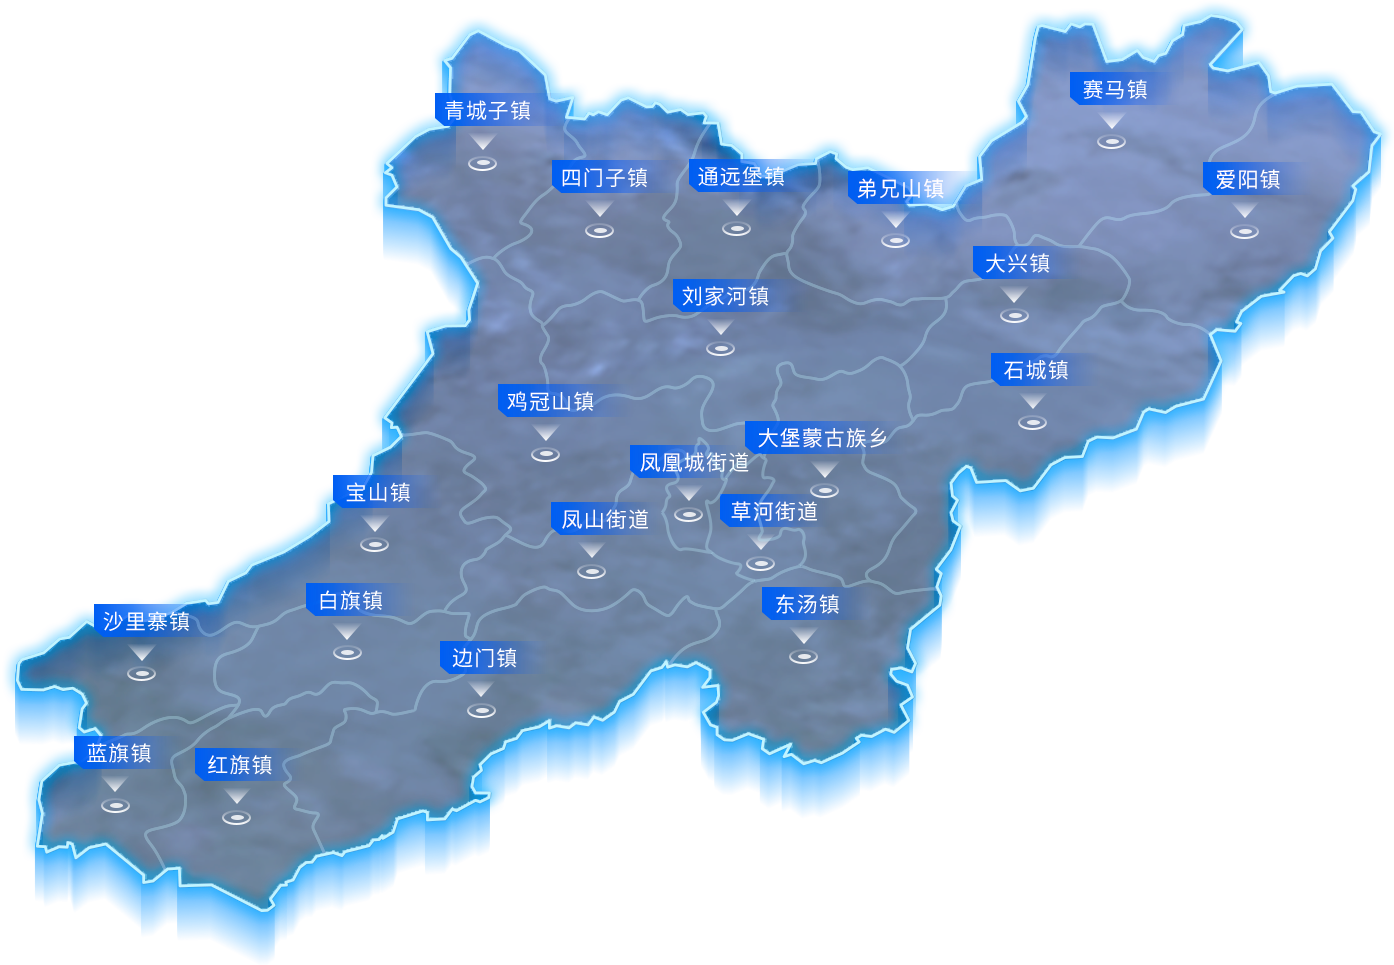 赛马镇
青城子镇
四门子镇
通远堡镇
弟兄山镇
爱阳镇
大兴镇
刘家河镇
石城镇
鸡冠山镇
大堡蒙古族乡
凤凰城街道
宝山镇
凤山街道
草河街道
白旗镇
东汤镇
沙里寨镇
边门镇
蓝旗镇
红旗镇